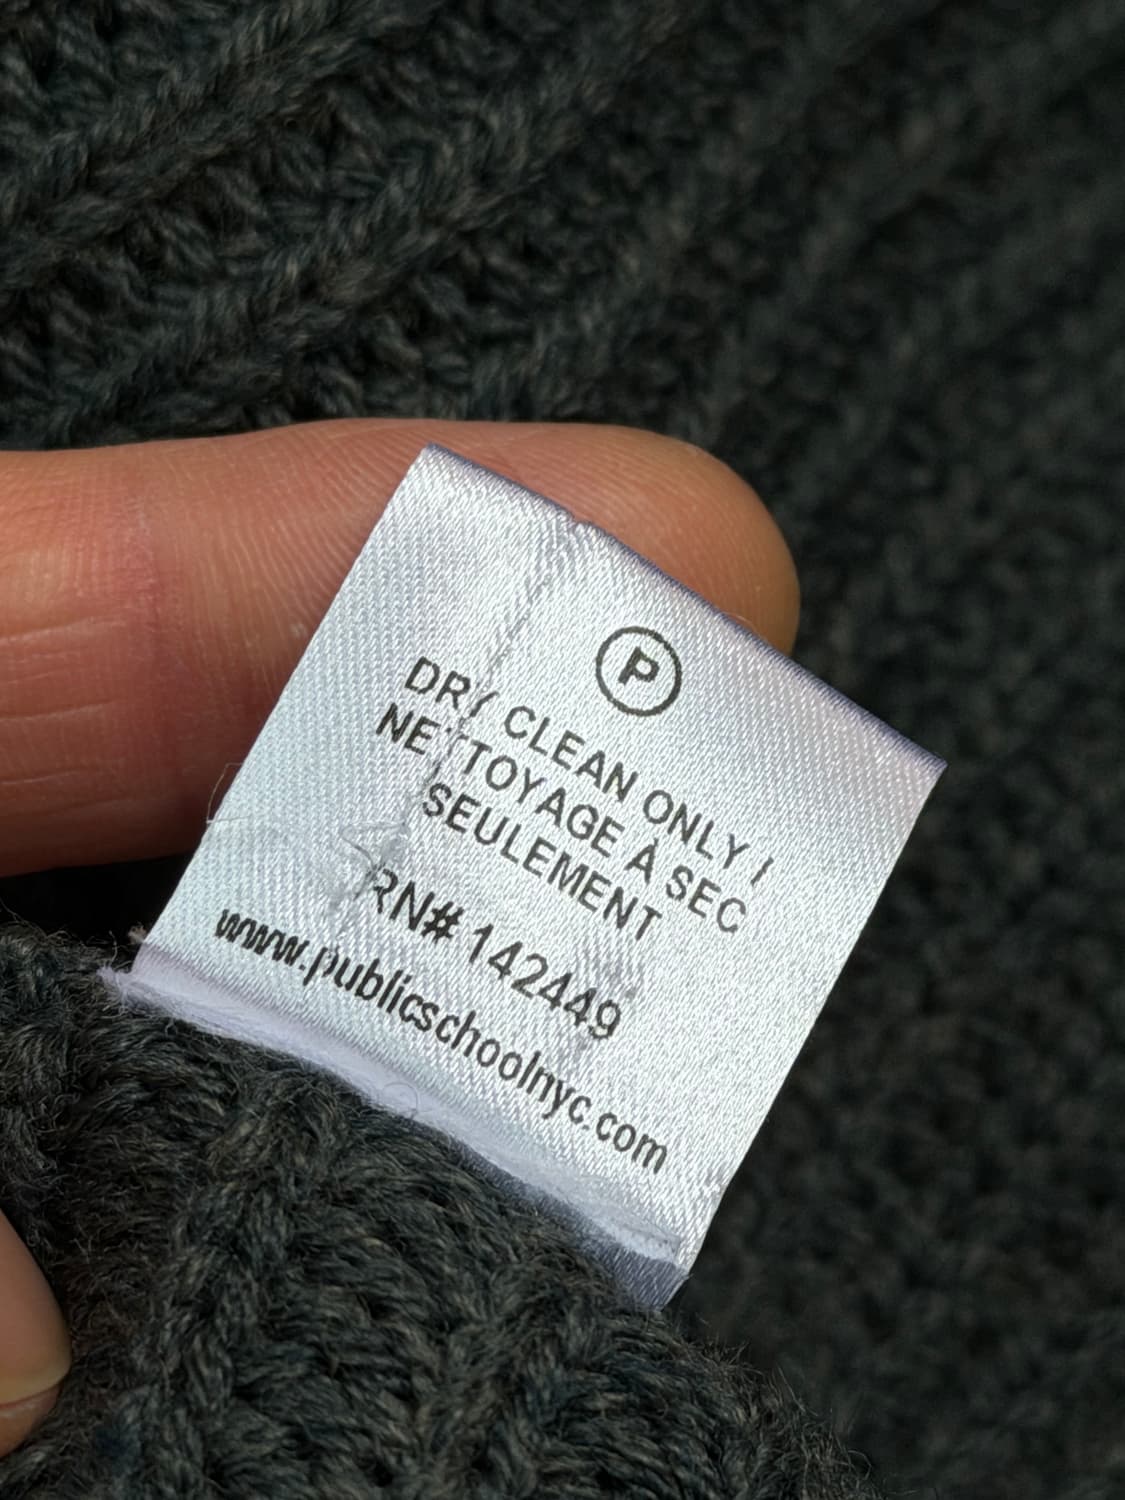 P
DRY CLEAN ONLY /
NETTOYAGE À SEC
SEULEMENT
RN# 142449
www.publicschoolnyc.com